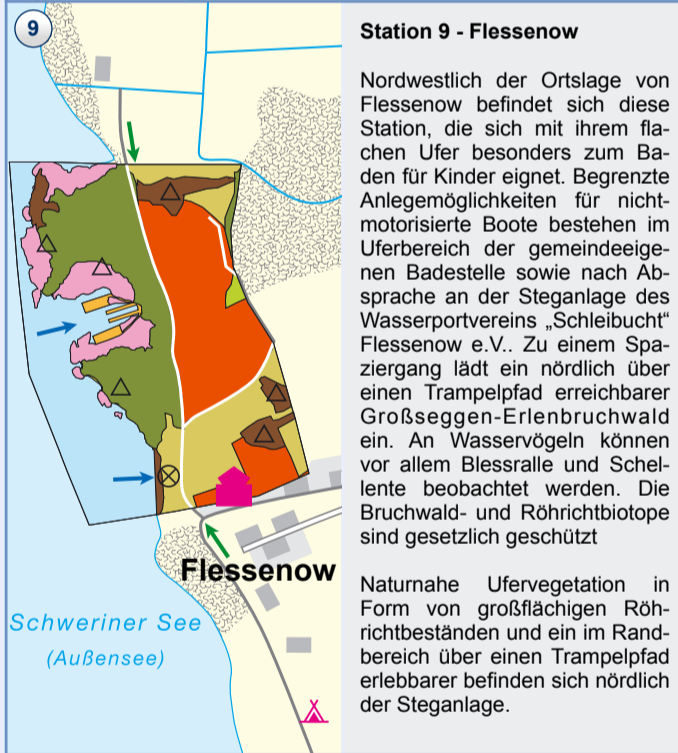 9
Flessenow
Schweriner See
(Außensee)
Station 9 - Flessenow
Nordwestlich der Ortslage von
Flessenow befindet sich diese
Station, die sich mit ihrem fla-
chen Ufer besonders zum Ba-
den für Kinder eignet. Begrenzte
Anlegemöglichkeiten für nicht-
motorisierte Boote bestehen im
Uferbereich der gemeindeeige-
nen Badestelle sowie nach Ab-
sprache an der Steganlage des
Wasserportvereins „Schleibucht“
Flessenow e.V.. Zu einem Spa-
ziergang lädt ein nördlich über
einen Trampelpfad erreichbarer
Großseggen-Erlenbruchwald
ein. An Wasservögeln können
vor allem Blessralle und Schel-
lente beobachtet werden. Die
Bruchwald- und Röhrichtbiotope
sind gesetzlich geschützt
Naturnahe Ufervegetation in
Form von großflächigen Röh-
richtbeständen und ein im Rand-
bereich über einen Trampelpfad
erlebbarer befinden sich nördlich
der Steganlage.